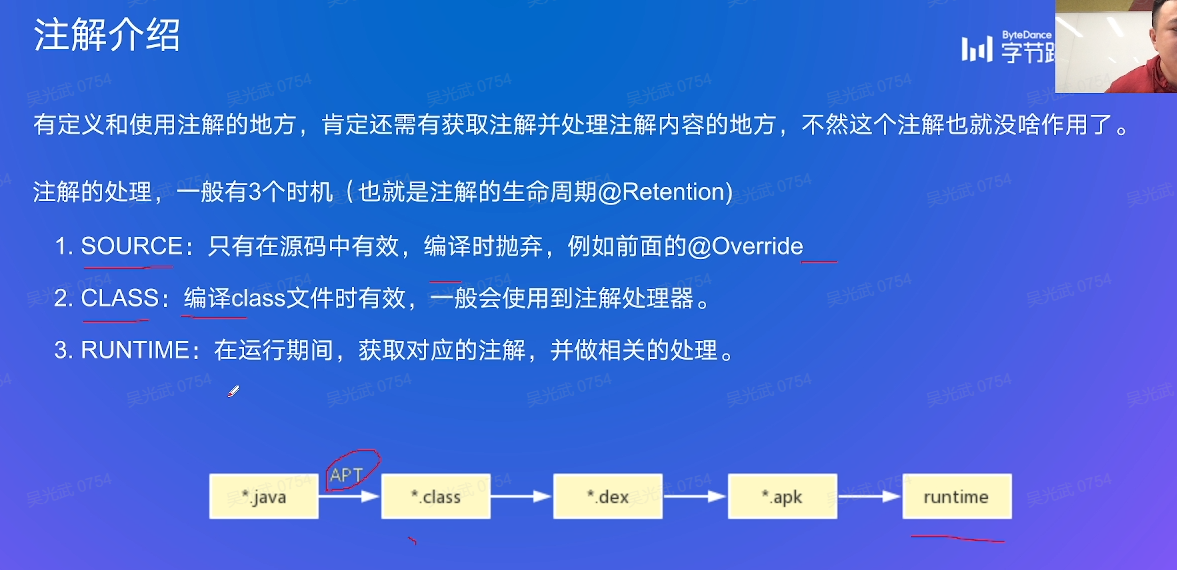 注解介绍
ByteDance
字节跳
有定义和使用注解的地方，肯定还需有获取注解并处理注解内容的地方，不然这个注解也就没啥作用了。
注解的处理，一般有3个时机（也就是注解的生命周期@Retention)
1. SOURCE：只有在源码中有效，编译时抛弃，例如前面的@Override
2. CLASS：编译class文件时有效，一般会使用到注解处理器。
3. RUNTIME：在运行期间，获取对应的注解，并做相关的处理。
APT
*.java
*.class
*.dex
*.apk
runtime
吴光武 0754